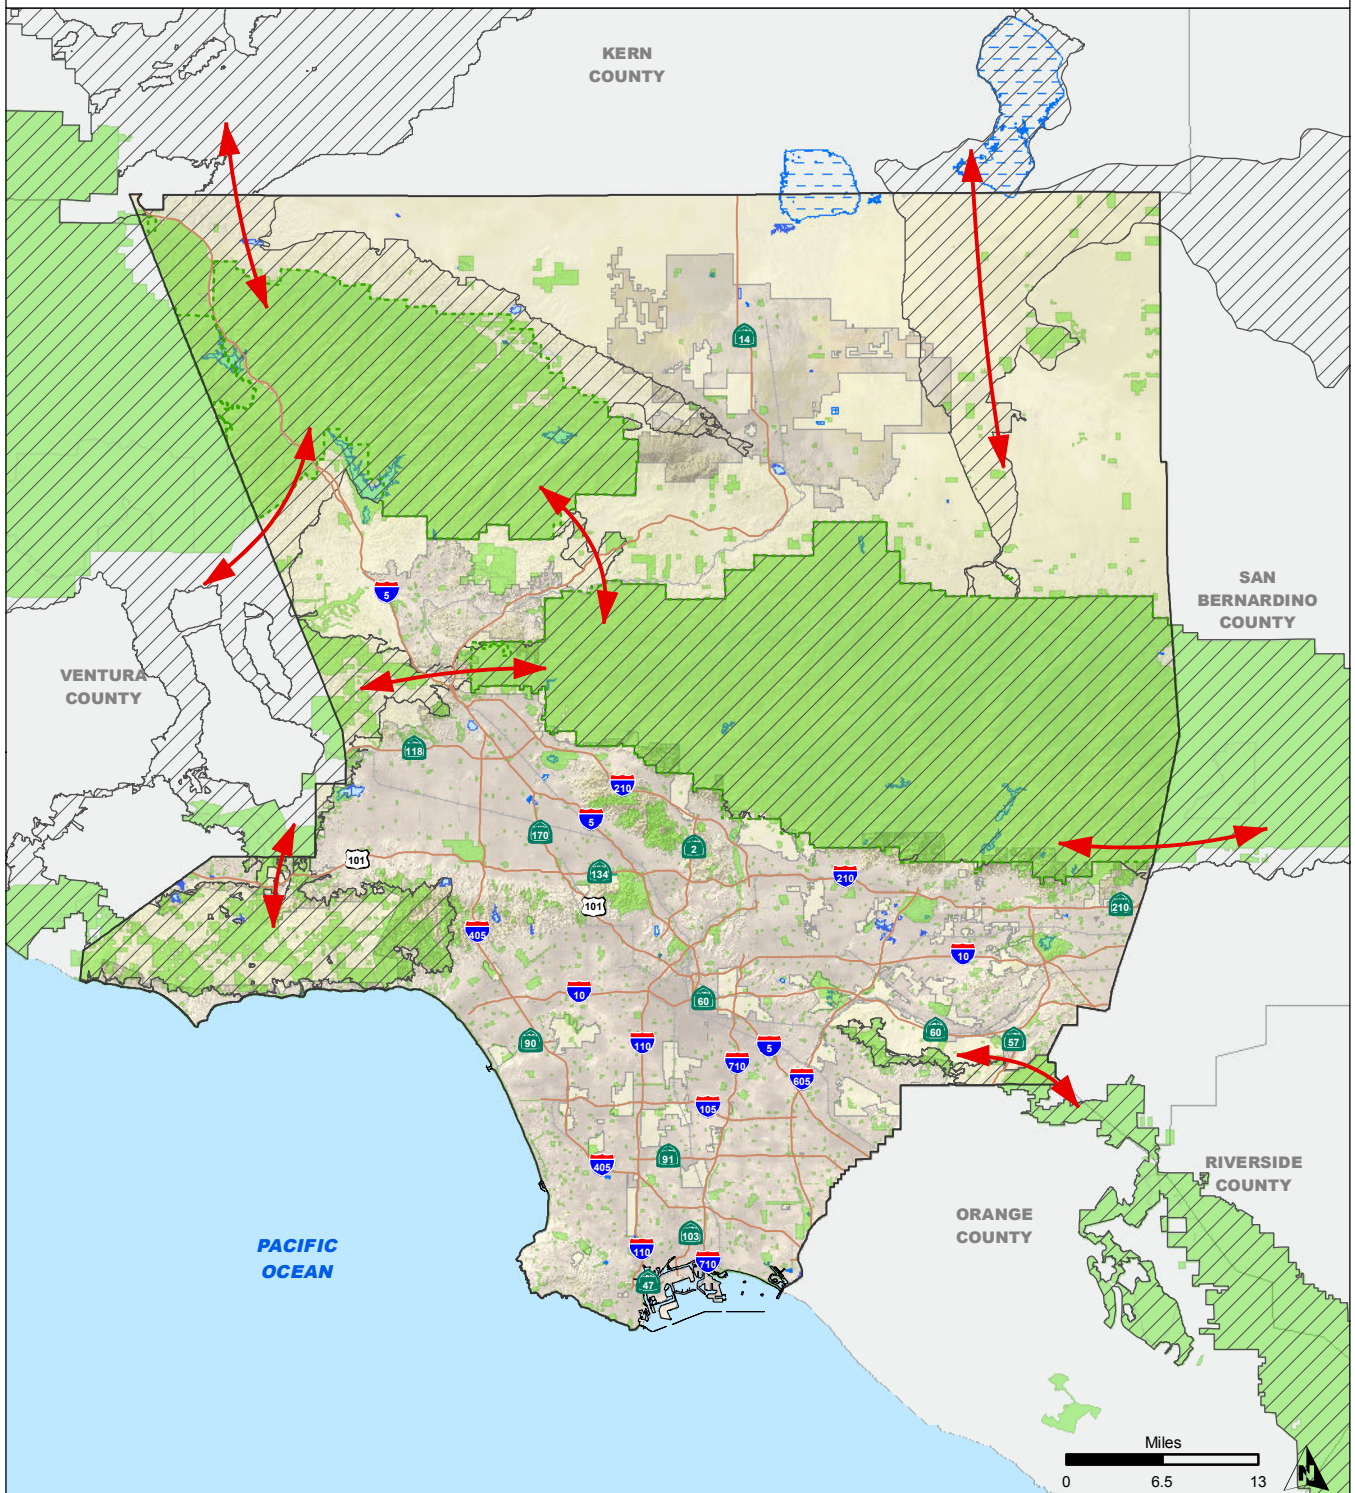 KERN
COUNTY
14
SAN
BERNARDINO
COUNTY
5
VENTURA
COUNTY
118
210
5
170
2
134
101
210
101
210
405
10
10
60
60
90
110
57
5
710
605
105
91
405
RIVERSIDE
COUNTY
ORANGE
COUNTY
103
PACIFIC
OCEAN
110
710
47
Miles
0 6.5 13
N